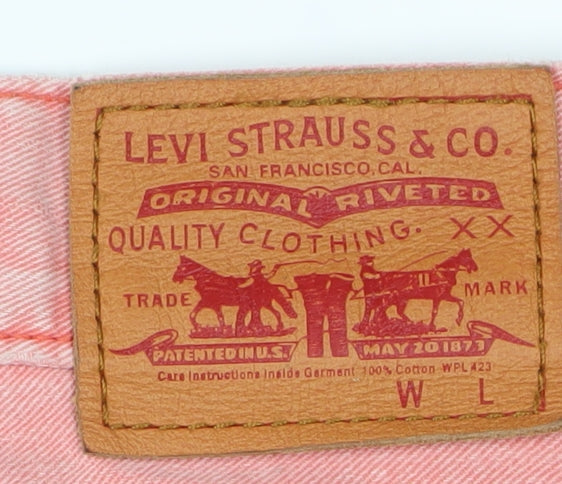 LEVI STRAUSS & CO.
SAN FRANCISCO, CAL.
ORIGINAL RIVETED
QUALITY CLOTHING. XX
TRADE MARK
PATENTED IN U.S. MAY 20 1873
Care Instructions Inside Garment 100% Cotton WPL 423
W L